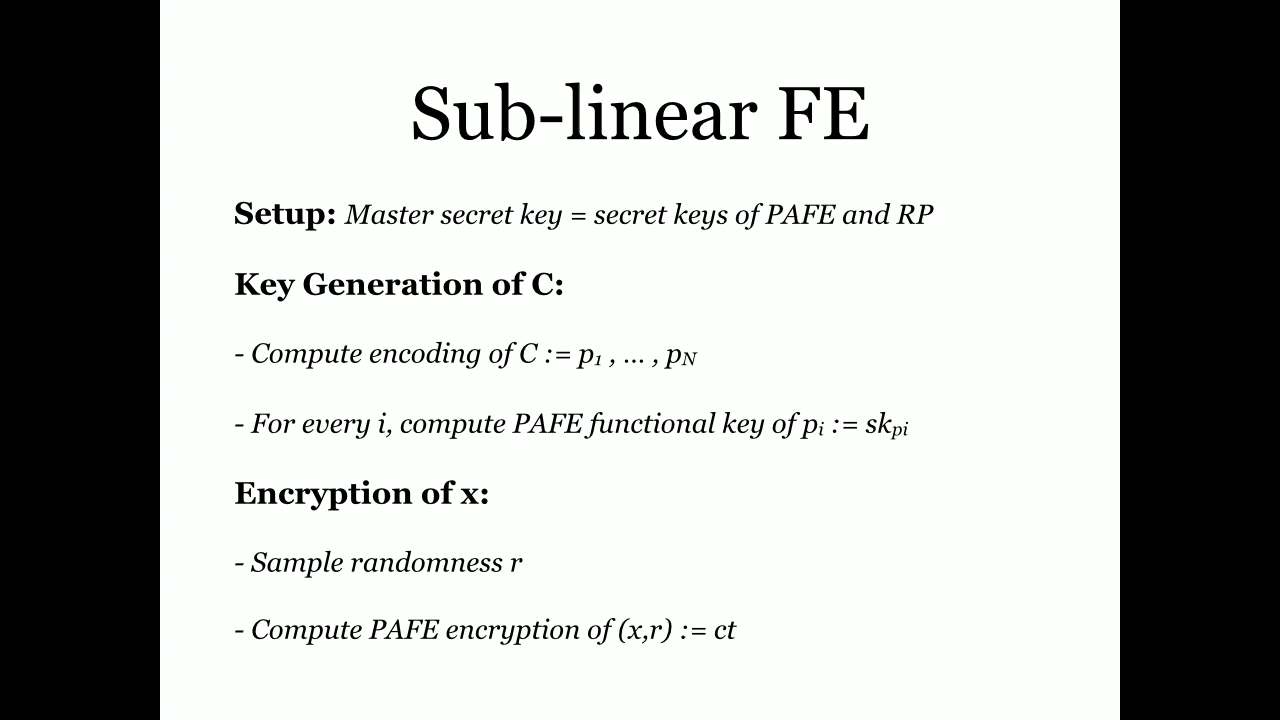 Sub-linear FE
Setup: Master secret key = secret keys of PAFE and RP
Key Generation of C:
- Compute encoding of C := p₁ , ... , pN
- For every i, compute PAFE functional key of pᵢ := skpi
Encryption of x:
- Sample randomness r
- Compute PAFE encryption of (x,r) := ct